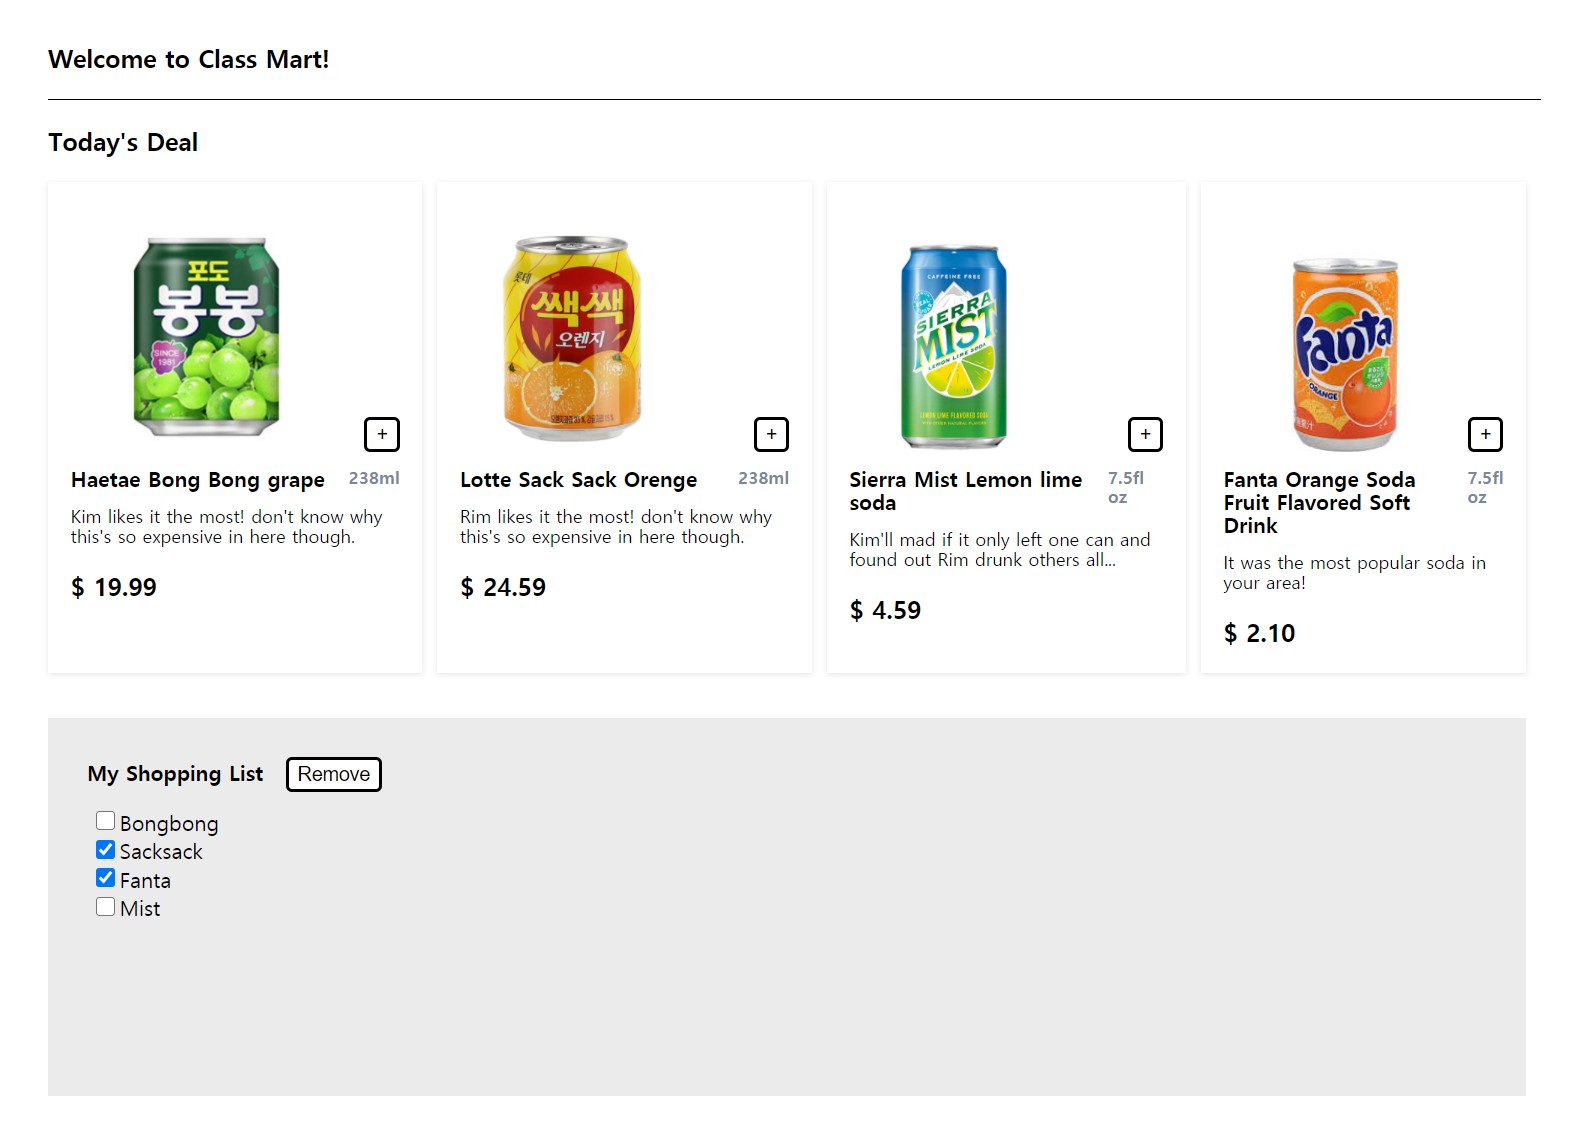 Welcome to Class Mart!
Today's Deal
포도
봉봉
SINCE
1981
롯데
쌕쌕
오렌지
CAFFEINE FREE
SIERRA
MIST
LEMON LIME SODA
LEMON LIME FLAVORED SODA
Fanta
ORANGE
+
+
+
+
Haetae Bong Bong grape
238ml
Kim likes it the most! don't know why
this's so expensive in here though.
$ 19.99
Lotte Sack Sack Orenge
238ml
Rim likes it the most! don't know why
this's so expensive in here though.
$ 24.59
Sierra Mist Lemon lime
soda
7.5fl
oz
Kim'll mad if it only left one can and
found out Rim drunk others all...
$ 4.59
Fanta Orange Soda
Fruit Flavored Soft
Drink
7.5fl
oz
It was the most popular soda in
your area!
$ 2.10
My Shopping List
Remove
Bongbong
Sacksack
Fanta
Mist